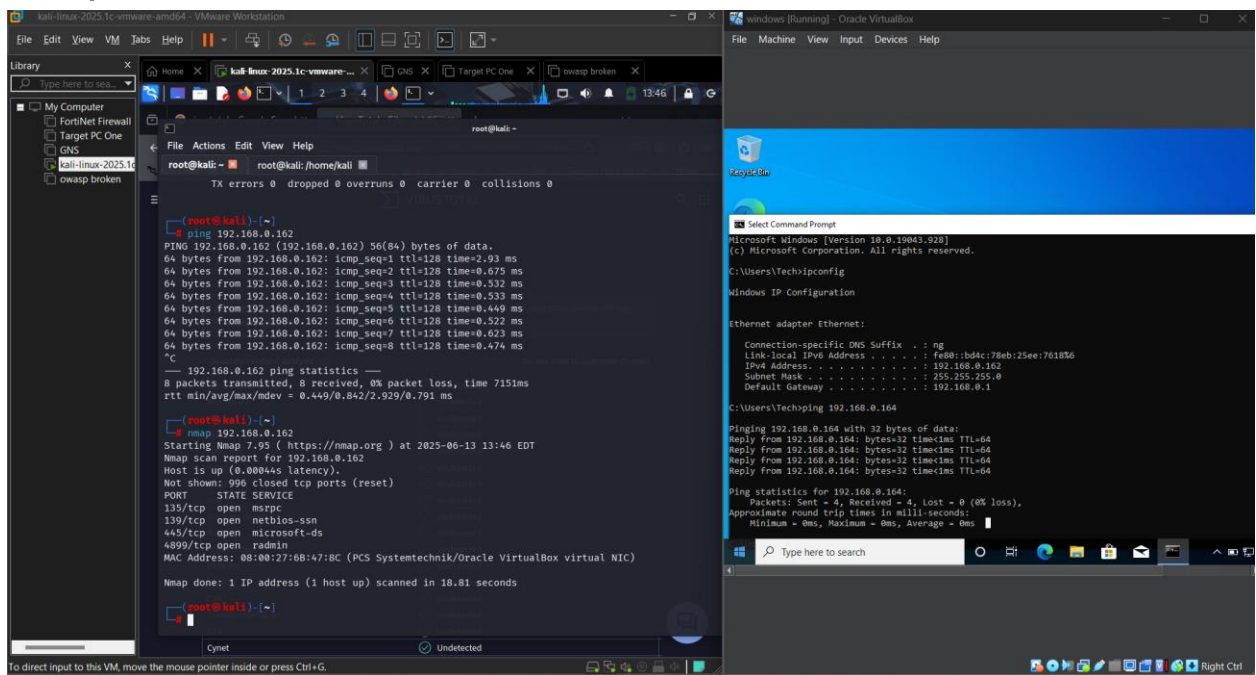 kali-linux-2025.1c-vmware-amd64 - VMware Workstation
File Edit View VM Tabs Help
Library
Type here to sea...
My Computer
FortiNet Firewall
Target PC One
GNS
kali-linux-2025.1c
owasp broken
Home
kali-linux-2025.1c-vmware-...
GNS
Target PC One
owasp broken
1 2 3 4
13:46
root@kali: ~
File Actions Edit View Help
root@kali: ~
root@kali: /home/kali
TX errors 0 dropped 0 overruns 0 carrier 0 collisions 0
(root㉿kali)-[~]
# ping 192.168.0.162
PING 192.168.0.162 (192.168.0.162) 56(84) bytes of data.
64 bytes from 192.168.0.162: icmp_seq=1 ttl=128 time=2.93 ms
64 bytes from 192.168.0.162: icmp_seq=2 ttl=128 time=0.675 ms
64 bytes from 192.168.0.162: icmp_seq=3 ttl=128 time=0.532 ms
64 bytes from 192.168.0.162: icmp_seq=4 ttl=128 time=0.533 ms
64 bytes from 192.168.0.162: icmp_seq=5 ttl=128 time=0.449 ms
64 bytes from 192.168.0.162: icmp_seq=6 ttl=128 time=0.522 ms
64 bytes from 192.168.0.162: icmp_seq=7 ttl=128 time=0.623 ms
64 bytes from 192.168.0.162: icmp_seq=8 ttl=128 time=0.474 ms
^C
--- 192.168.0.162 ping statistics ---
8 packets transmitted, 8 received, 0% packet loss, time 7151ms
rtt min/avg/max/mdev = 0.449/0.842/2.929/0.791 ms
(root㉿kali)-[~]
# nmap 192.168.0.162
Starting Nmap 7.95 ( https://nmap.org ) at 2025-06-13 13:46 EDT
Nmap scan report for 192.168.0.162
Host is up (0.00044s latency).
Not shown: 996 closed tcp ports (reset)
PORT STATE SERVICE
135/tcp open msrpc
139/tcp open netbios-ssn
445/tcp open microsoft-ds
4899/tcp open radmin
MAC Address: 08:00:27:6B:47:8C (PCS Systemtechnik/Oracle VirtualBox virtual NIC)
Nmap done: 1 IP address (1 host up) scanned in 18.81 seconds
(root㉿kali)-[~]
#
Cynet
Undetected
To direct input to this VM, move the mouse pointer inside or press Ctrl+G.
windows [Running] - Oracle VirtualBox
File Machine View Input Devices Help
Recycle Bin
Select Command Prompt
Microsoft Windows [Version 10.0.19043.928]
(c) Microsoft Corporation. All rights reserved.
C:\Users\Tech>ipconfig
Windows IP Configuration
Ethernet adapter Ethernet:
Connection-specific DNS Suffix . : ng
Link-local IPv6 Address . . . . . : fe80::bd4c:78eb:25ee:7618%6
IPv4 Address. . . . . . . . . . . : 192.168.0.162
Subnet Mask . . . . . . . . . . . : 255.255.255.0
Default Gateway . . . . . . . . . : 192.168.0.1
C:\Users\Tech>ping 192.168.0.164
Pinging 192.168.0.164 with 32 bytes of data:
Reply from 192.168.0.164: bytes=32 time<1ms TTL=64
Reply from 192.168.0.164: bytes=32 time<1ms TTL=64
Reply from 192.168.0.164: bytes=32 time<1ms TTL=64
Reply from 192.168.0.164: bytes=32 time<1ms TTL=64
Ping statistics for 192.168.0.164:
Packets: Sent = 4, Received = 4, Lost = 0 (0% loss),
Approximate round trip times in milli-seconds:
Minimum = 0ms, Maximum = 0ms, Average = 0ms
Type here to search
Right Ctrl